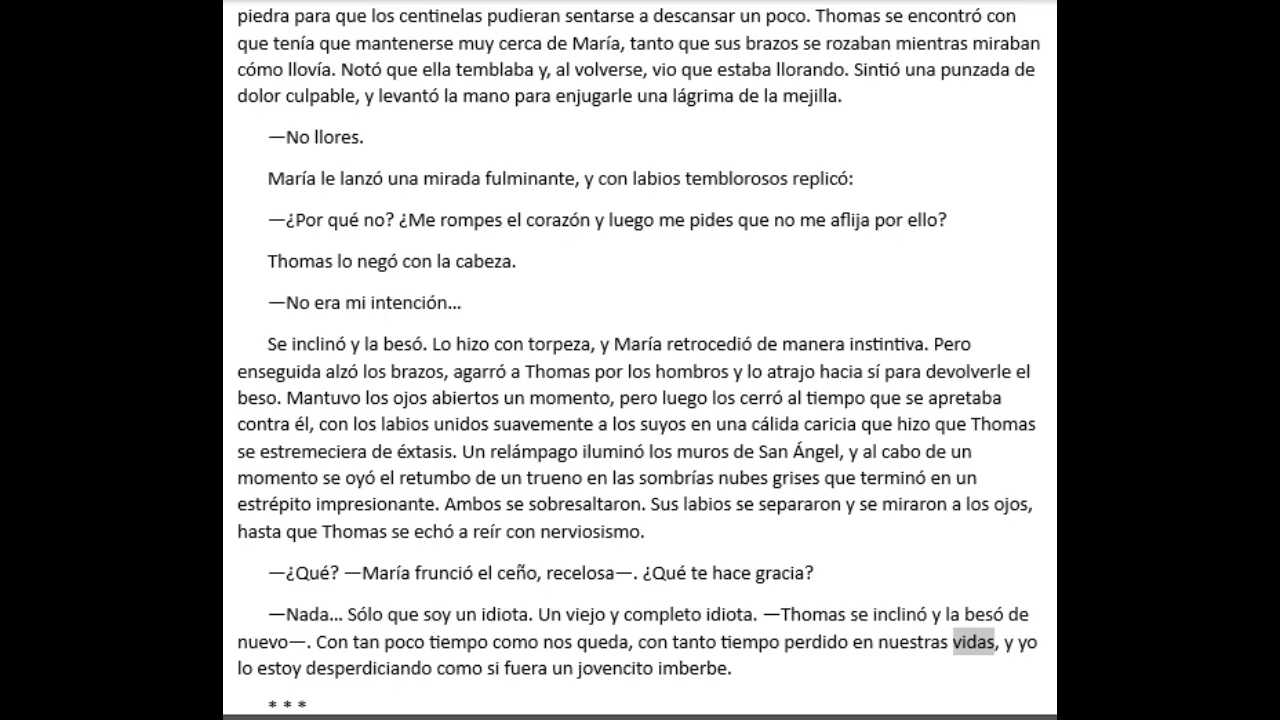 piedra para que los centinelas pudieran sentarse a descansar un poco. Thomas se encontró con
que tenía que mantenerse muy cerca de María, tanto que sus brazos se rozaban mientras miraban
cómo llovía. Notó que ella temblaba y, al volverse, vio que estaba llorando. Sintió una punzada de
dolor culpable, y levantó la mano para enjugarle una lágrima de la mejilla.
—No llores.
María le lanzó una mirada fulminante, y con labios temblorosos replicó:
—¿Por qué no? ¿Me rompes el corazón y luego me pides que no me aflija por ello?
Thomas lo negó con la cabeza.
—No era mi intención...
Se inclinó y la besó. Lo hizo con torpeza, y María retrocedió de manera instintiva. Pero
enseguida alzó los brazos, agarró a Thomas por los hombros y lo atrajo hacia sí para devolverle el
beso. Mantuvo los ojos abiertos un momento, pero luego los cerró al tiempo que se apretaba
contra él, con los labios unidos suavemente a los suyos en una cálida caricia que hizo que Thomas
se estremeciera de éxtasis. Un relámpago iluminó los muros de San Ángel, y al cabo de un
momento se oyó el retumbo de un trueno en las sombrías nubes grises que terminó en un
estrépito impresionante. Ambos se sobresaltaron. Sus labios se separaron y se miraron a los ojos,
hasta que Thomas se echó a reír con nerviosismo.
—¿Qué? —María frunció el ceño, recelosa—. ¿Qué te hace gracia?
—Nada... Sólo que soy un idiota. Un viejo y completo idiota. —Thomas se inclinó y la besó de
nuevo—. Con tan poco tiempo como nos queda, con tanto tiempo perdido en nuestras vidas, y yo
lo estoy desperdiciando como si fuera un jovencito imberbe.
* * *